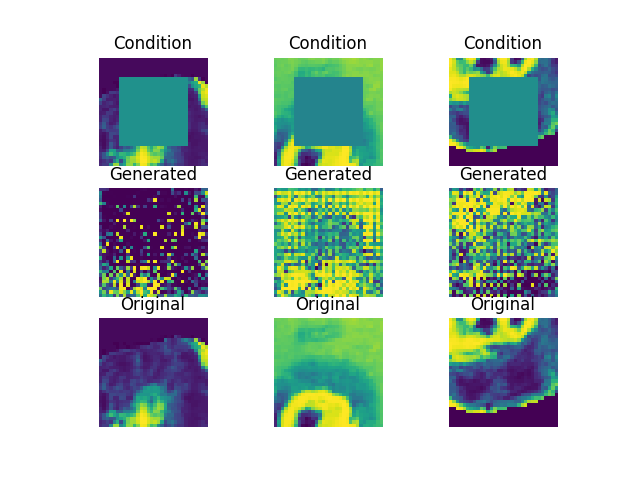 Condition Condition Condition
Generated Generated Generated
Original Original Original